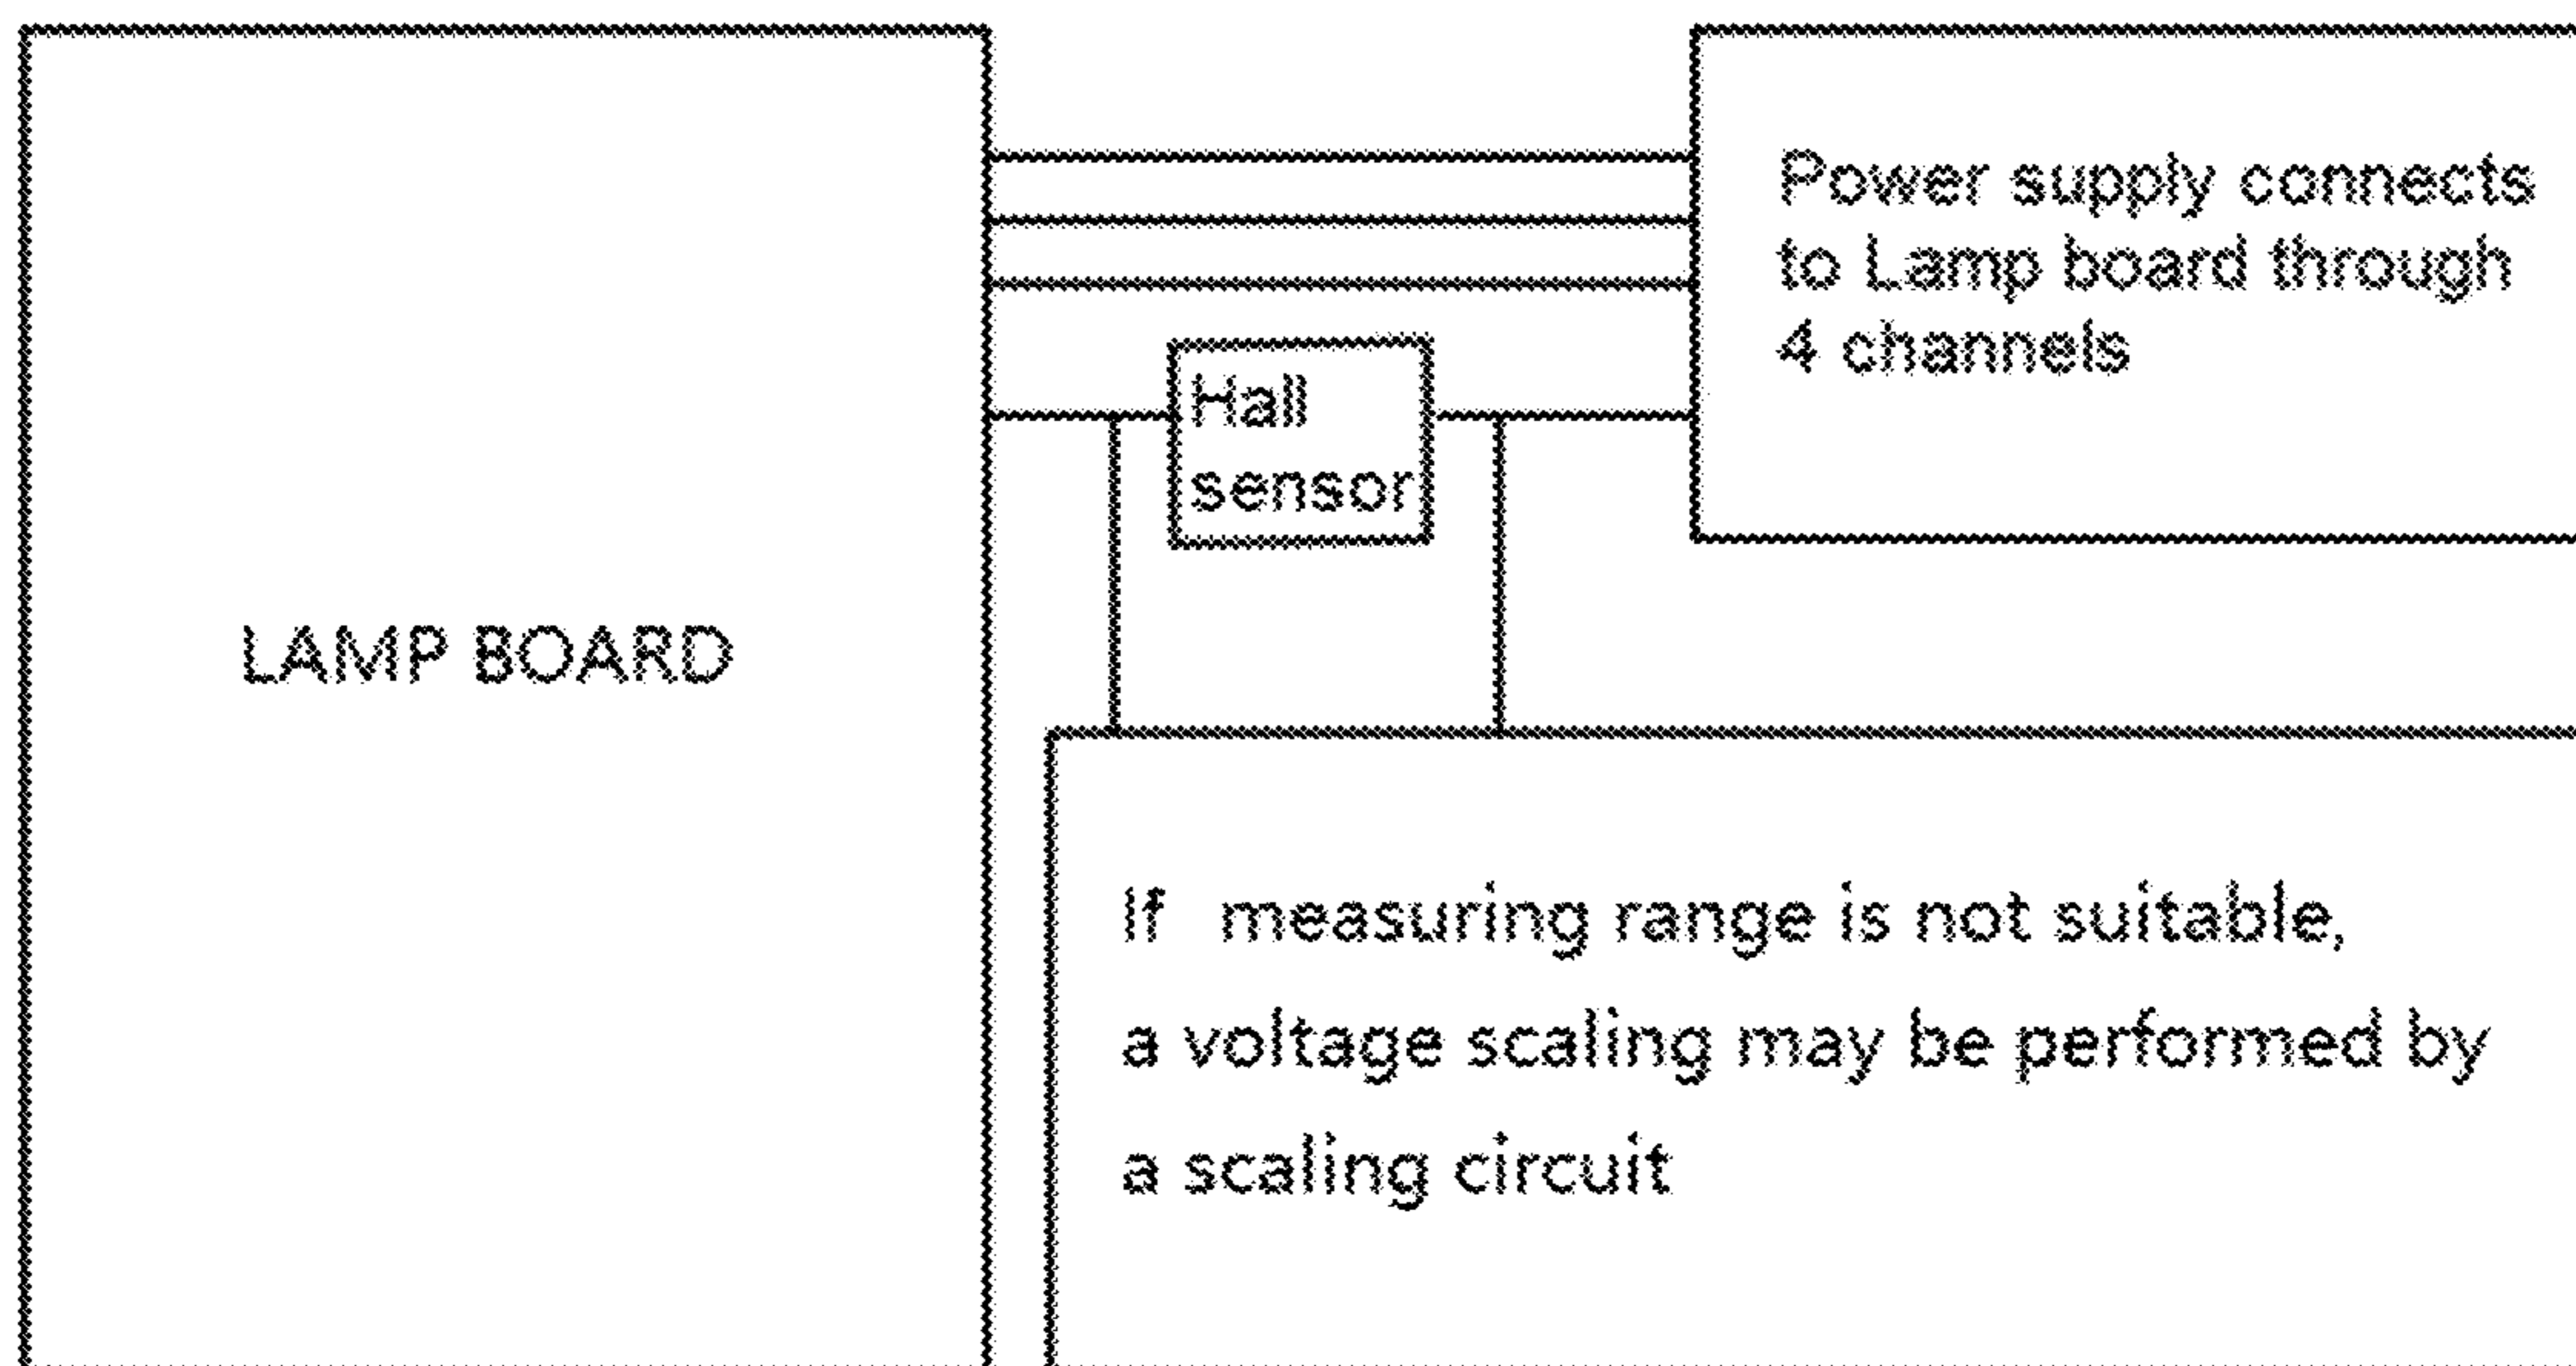 Power supply connects
to Lamp board through
4 channels
Hall
sensor
LAMP BOARD
If measuring range is not suitable,
a voltage scaling may be performed by
a scaling circuit